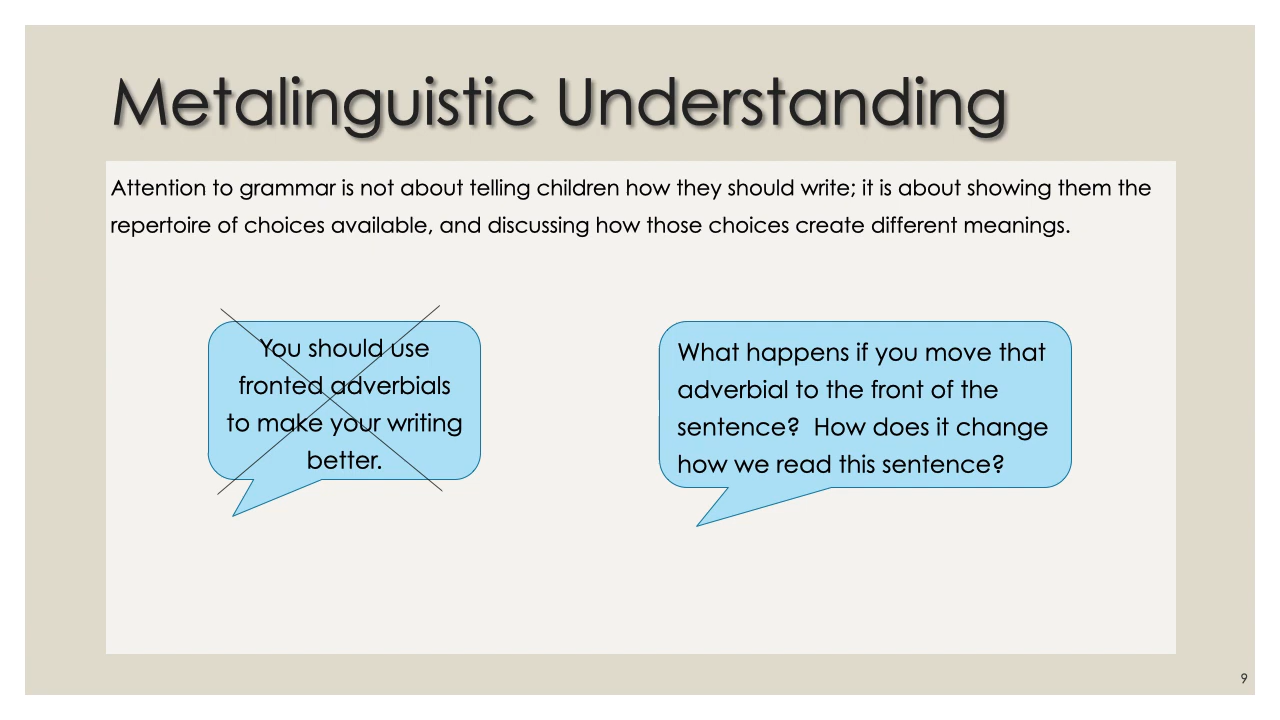 Metalinguistic Understanding
Attention to grammar is not about telling children how they should write; it is about showing them the
repertoire of choices available, and discussing how those choices create different meanings.
You should use
fronted adverbials
to make your writing
better.
What happens if you move that
adverbial to the front of the
sentence?  How does it change
how we read this sentence?
9